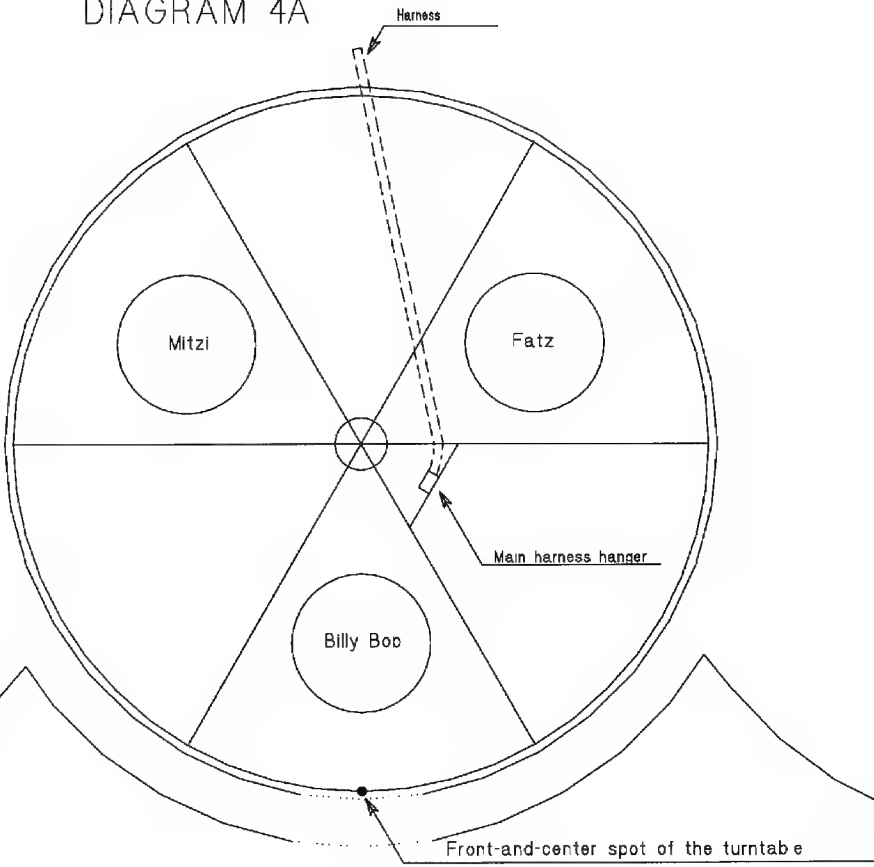 DIAGRAM 4A
Harness
Mitzi
Fatz
Main harness hanger
Billy Bob
Front-and-center spot of the turntab e